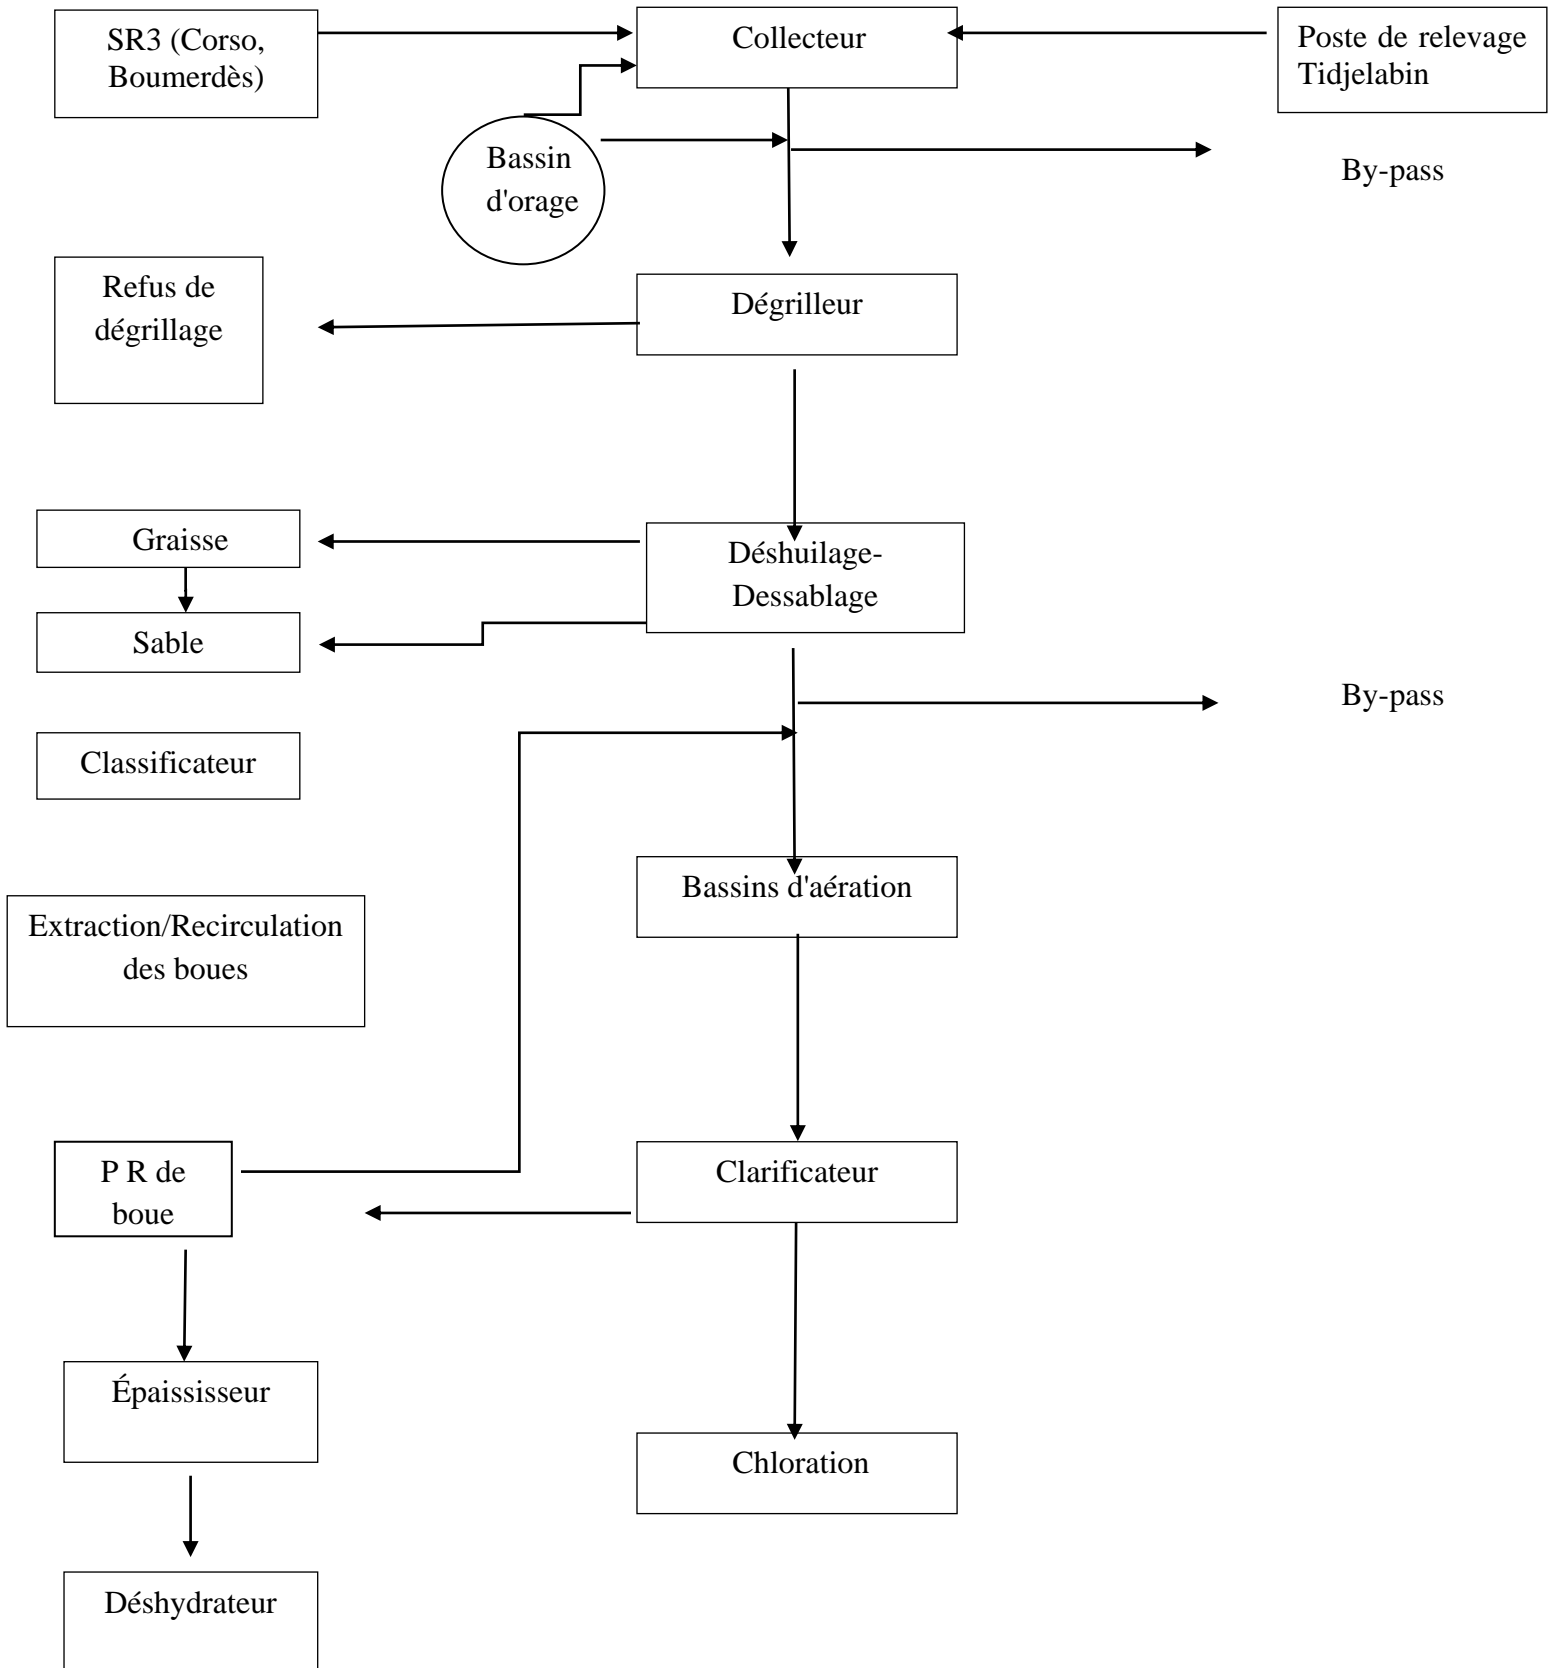 SR3 (Corso,
Boumerdès)
Collecteur
Poste de relevage
Tidjelabin
Bassin
d'orage
By-pass
Refus de
dégrillage
Dégrilleur
Graisse
Déshuilage-
Dessablage
Sable
By-pass
Classificateur
Bassins d'aération
Extraction/Recirculation
des boues
P R de
boue
Clarificateur
Épaississeur
Chloration
Déshydrateur